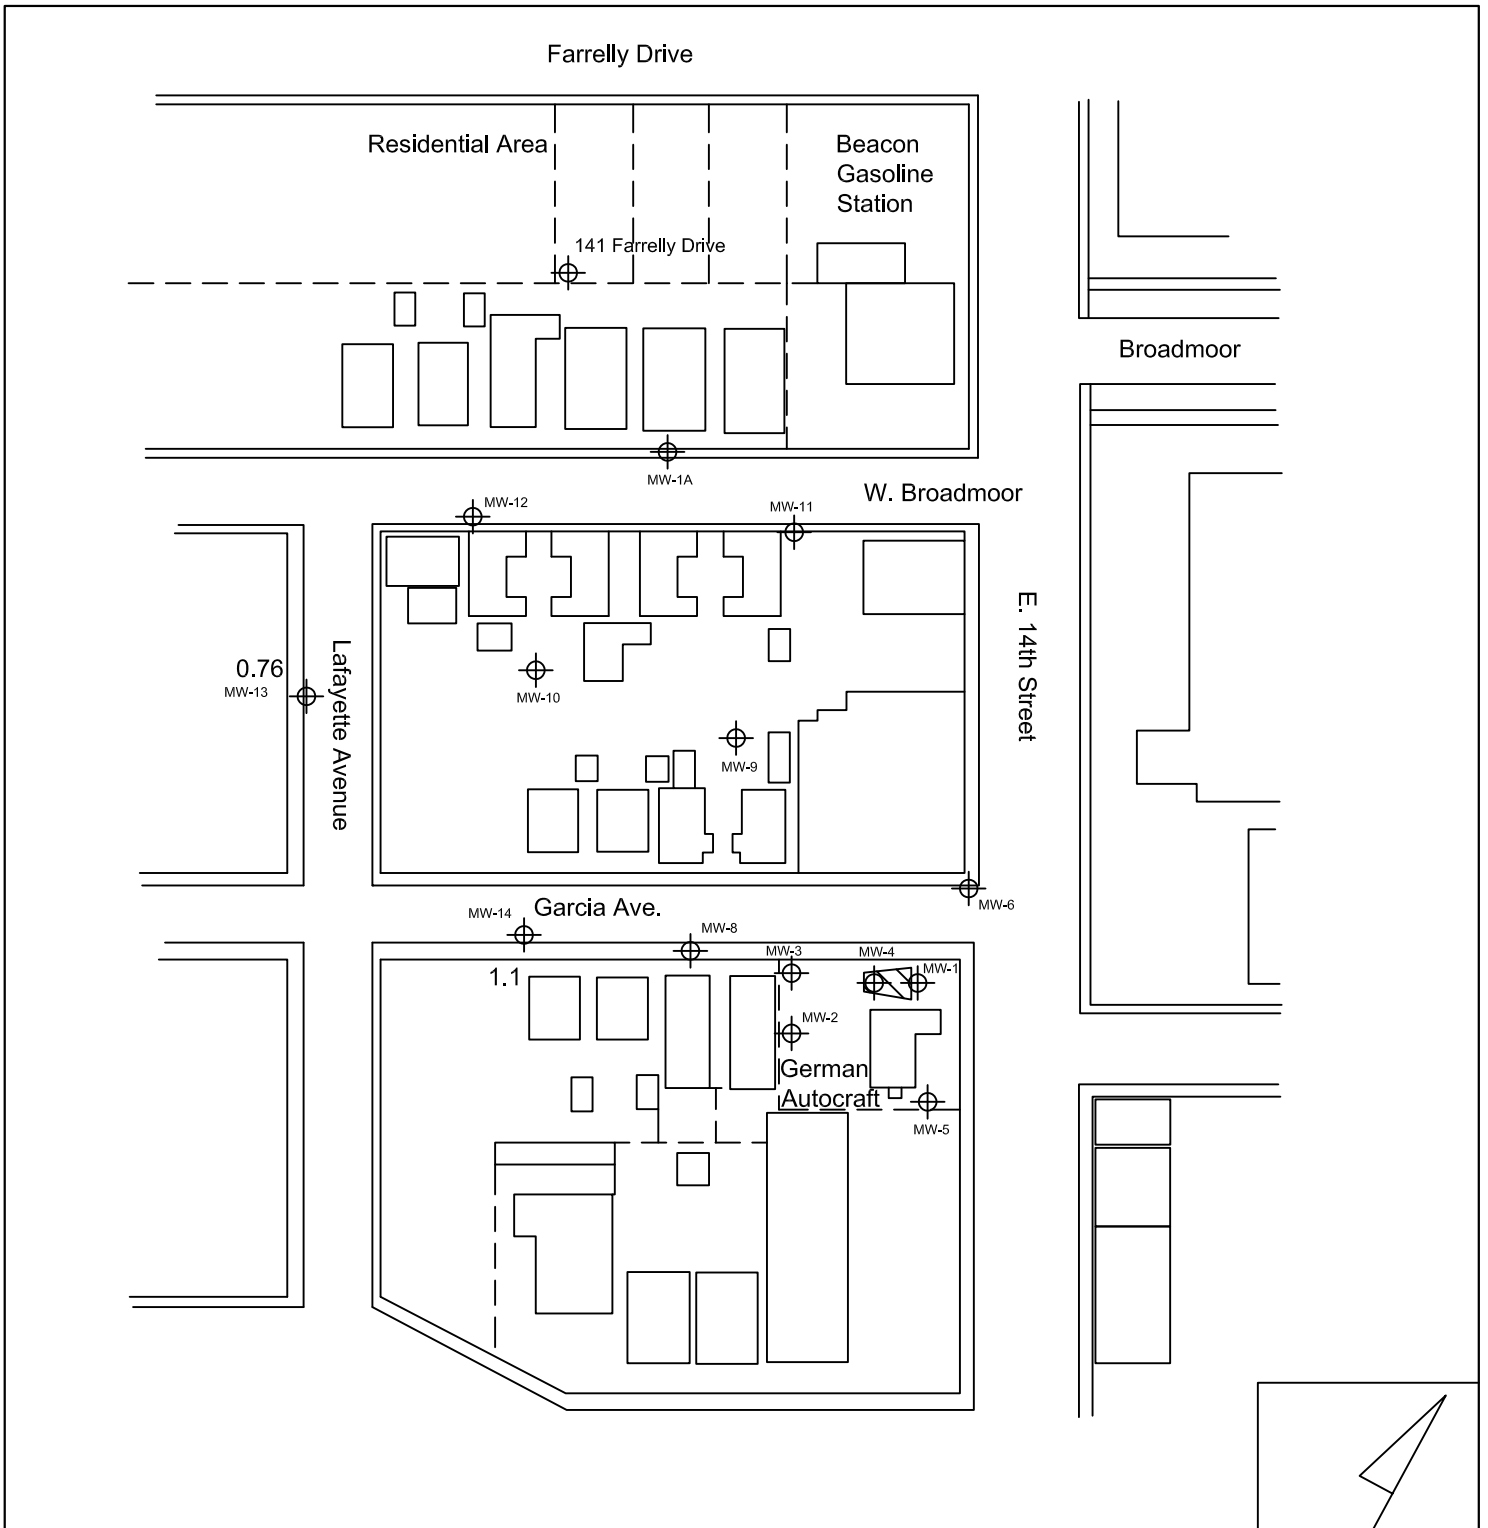 Farrelly Drive
Residential Area
Beacon
Gasoline
Station
141 Farrelly Drive
Broadmoor
MW-1A
W. Broadmoor
MW-12
MW-11
E. 14th Street
Lafayette Avenue
0.76
MW-13
MW-10
MW-9
MW-6
Garcia Ave.
MW-14
MW-8
MW-3
MW-4
MW-1
1.1
MW-2
German
Autocraft
MW-5